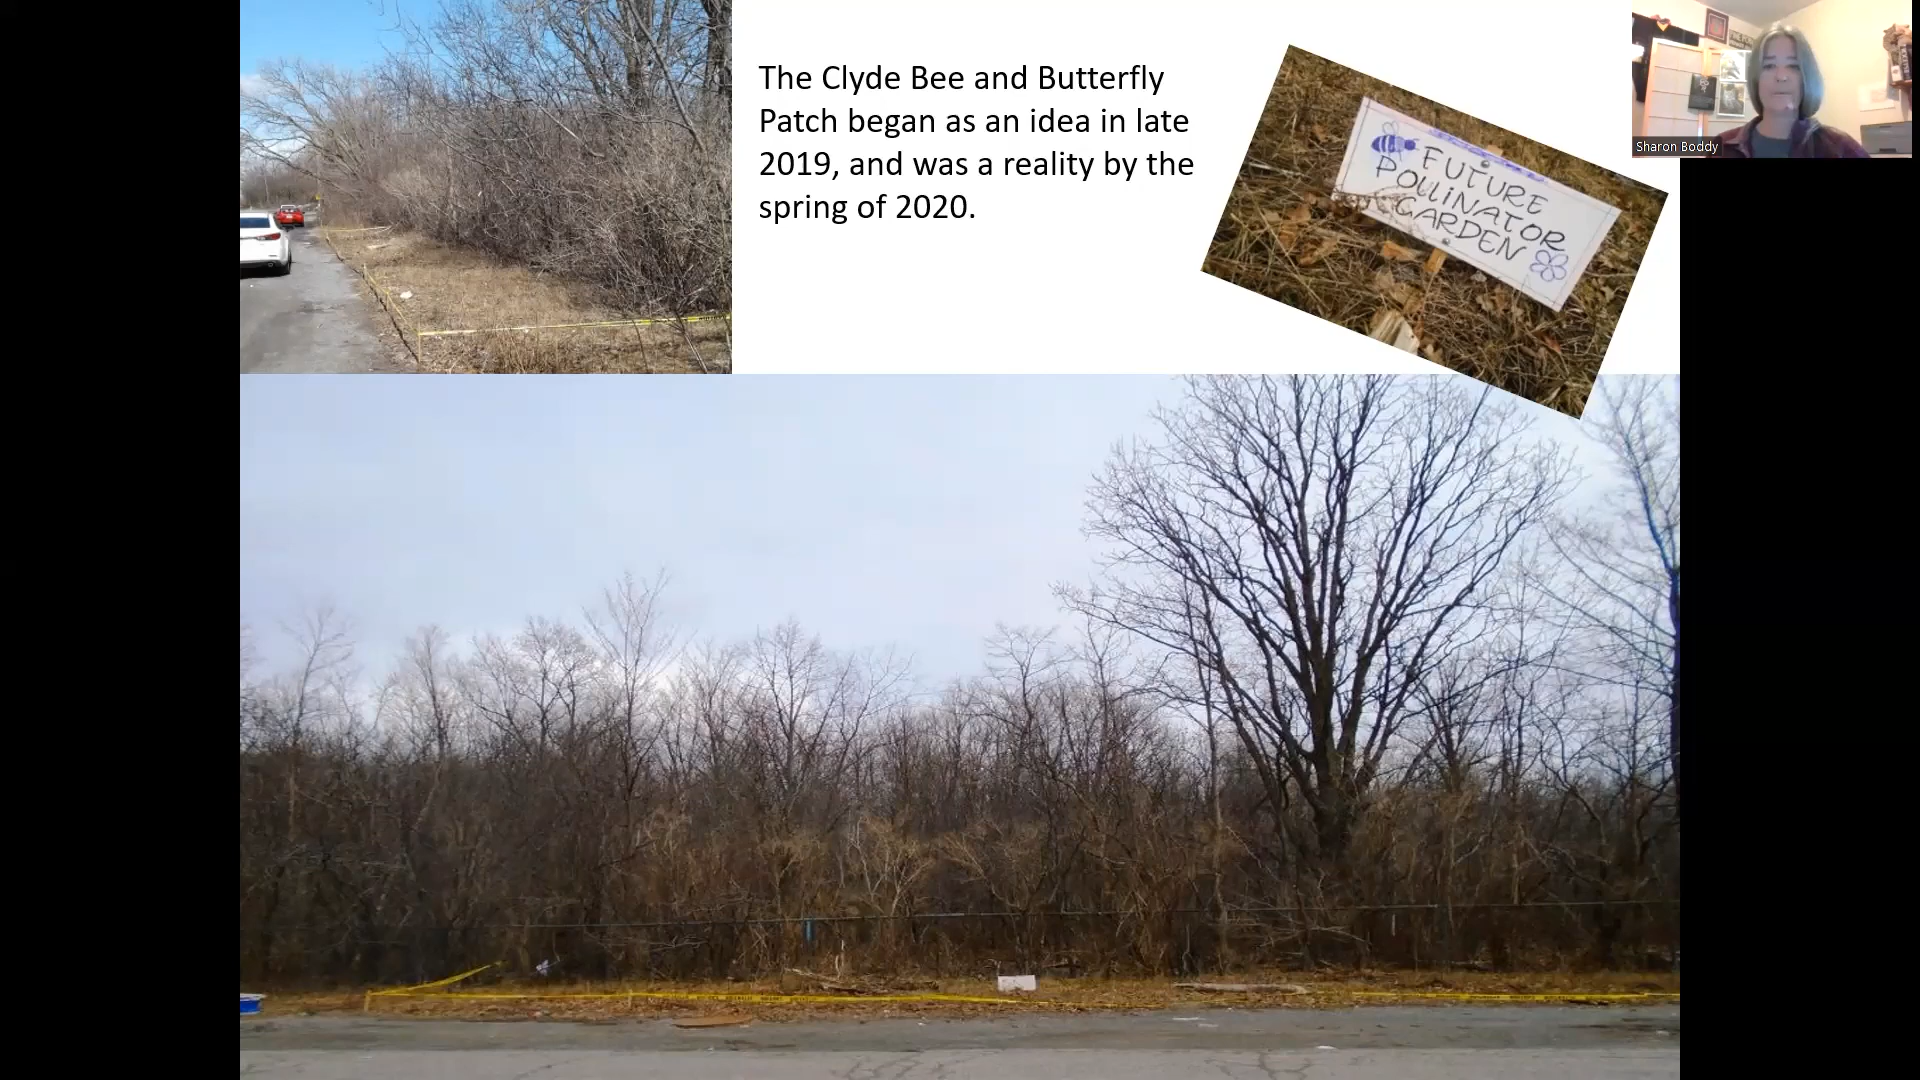 The Clyde Bee and Butterfly
Patch began as an idea in late
2019, and was a reality by the
spring of 2020.
FUTURE
POLLINATOR
GARDEN
Sharon Boddy